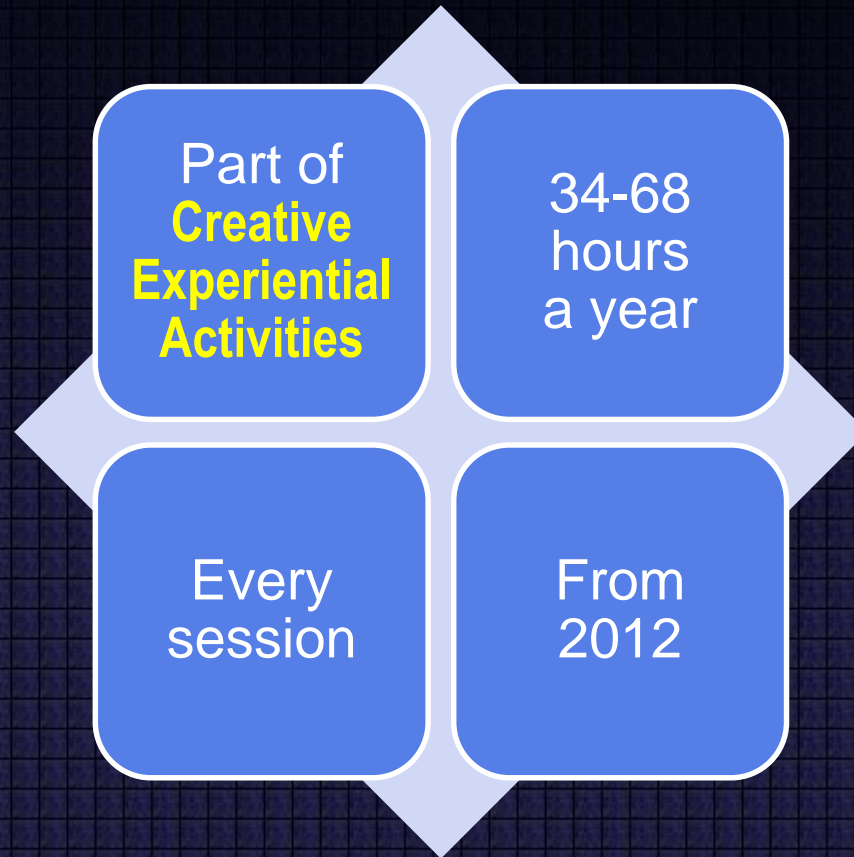 Part of
Creative
Experiential
Activities
34-68
hours
a year
Every
session
From
2012